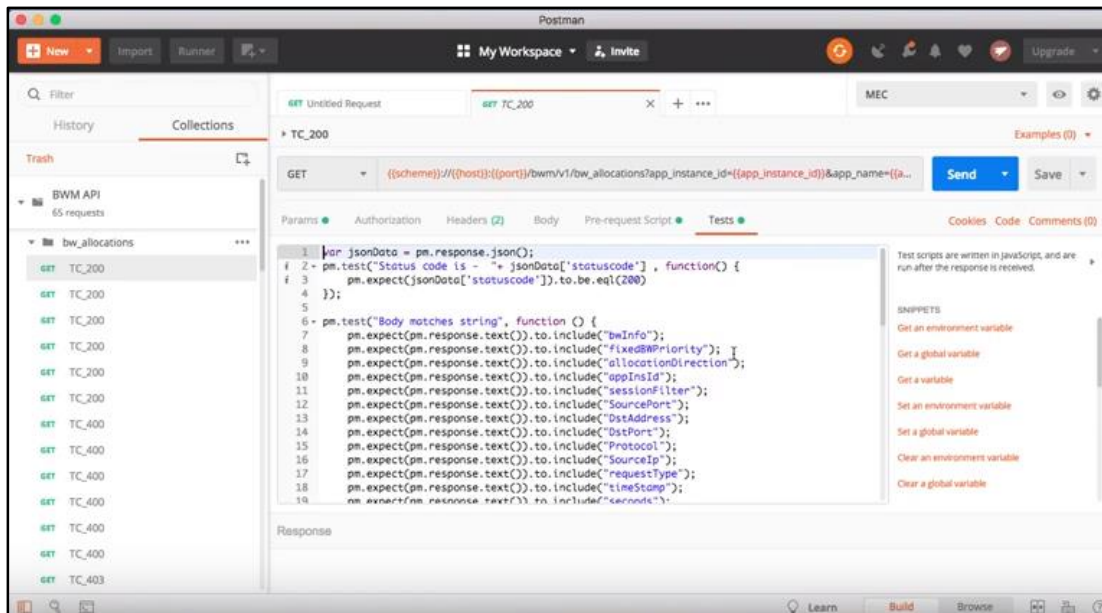 Postman
New
Import
Runner
My Workspace
Invite
Upgrade
Filter
History
Collections
Trash
BWM API
65 requests
bw_allocations
GET TC_200
GET TC_200
GET TC_200
GET TC_200
GET TC_200
GET TC_200
GET TC_400
GET TC_400
GET TC_400
GET TC_400
GET TC_400
GET TC_400
GET TC_403
GET Untitled Request
GET TC_200
MEC
TC_200
Examples (0)
GET
{{scheme}}://{{host}}:{{port}}/bwm/v1/bw_allocations?app_instance_id={{app_instance_id}}&app_name={{a...
Send
Save
Params
Authorization
Headers (2)
Body
Pre-request Script
Tests
Cookies Code Comments (0)
1 var jsonData = pm.response.json();
i 2 pm.test("Status code is - "+ jsonData['statuscode'] , function() {
i 3 pm.expect(jsonData['statuscode']).to.be.eql(200)
4 });
5
6 pm.test("Body matches string", function () {
7 pm.expect(pm.response.text()).to.include("bwInfo");
8 pm.expect(pm.response.text()).to.include("fixedBWPriority");
9 pm.expect(pm.response.text()).to.include("allocationDirection");
10 pm.expect(pm.response.text()).to.include("appInsId");
11 pm.expect(pm.response.text()).to.include("sessionFilter");
12 pm.expect(pm.response.text()).to.include("SourcePort");
13 pm.expect(pm.response.text()).to.include("DstAddress");
14 pm.expect(pm.response.text()).to.include("DstPort");
15 pm.expect(pm.response.text()).to.include("Protocol");
16 pm.expect(pm.response.text()).to.include("SourceIp");
17 pm.expect(pm.response.text()).to.include("requestType");
18 pm.expect(pm.response.text()).to.include("timeStamp");
19 pm.expect(pm.response.text()).to.include("seconds");
Test scripts are written in JavaScript, and are
run after the response is received.
SNIPPETS
Get an environment variable
Get a global variable
Get a variable
Set an environment variable
Set a global variable
Clear an environment variable
Clear a global variable
Response
Learn
Build
Browse